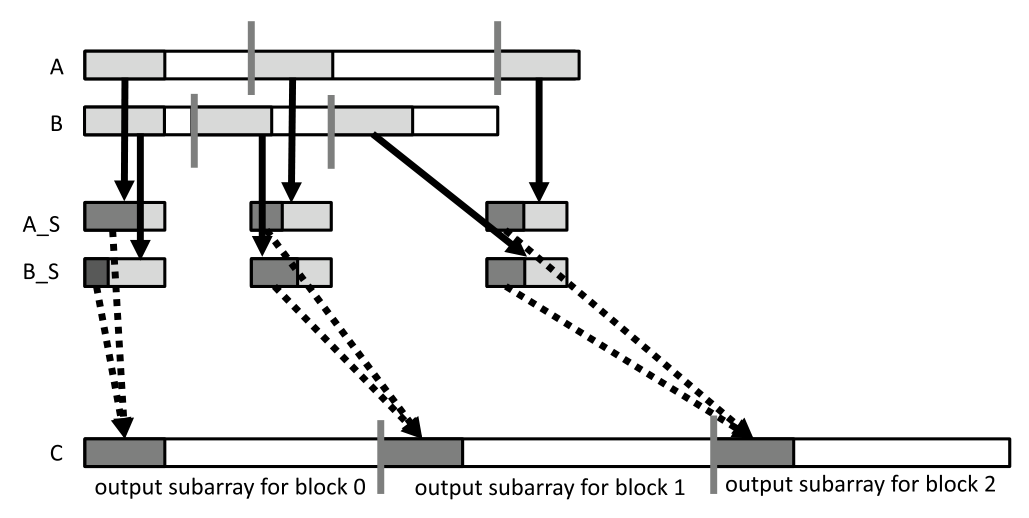 A
B
A_S
B_S
C
output subarray for block 0
output subarray for block 1
output subarray for block 2